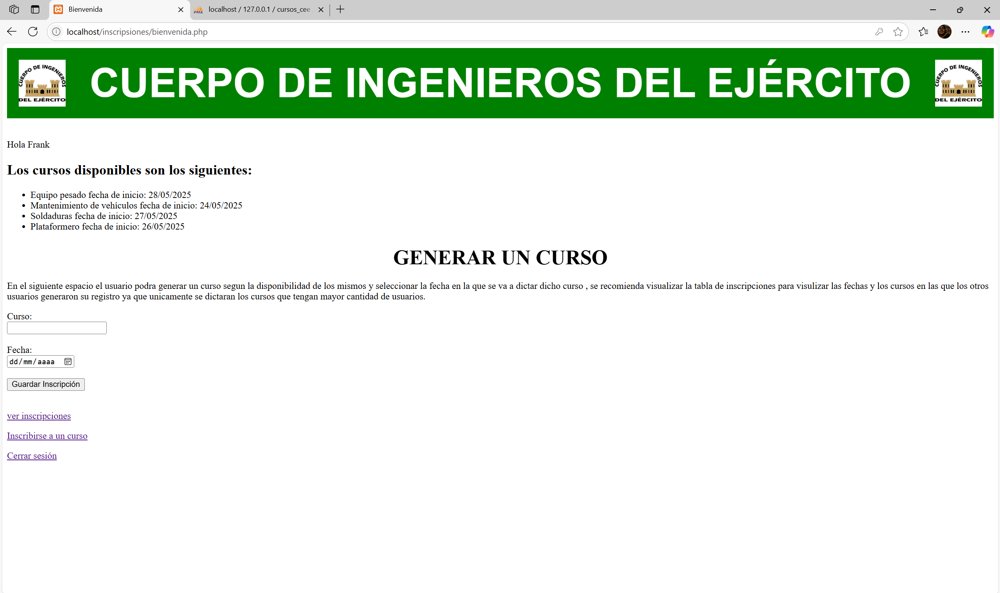 Bienvenida
localhost / 127.0.0.1 / cursos_cee
localhost/inscripsiones/bienvenida.php
CUERPO DE INGENIEROS DEL EJÉRCITO
CUERPO DE INGENIEROS DEL EJÉRCITO
CUERPO DE INGENIEROS DEL EJÉRCITO
Hola Frank
Los cursos disponibles son los siguientes:
• Equipo pesado fecha de inicio: 28/05/2025
• Mantenimiento de vehículos fecha de inicio: 24/05/2025
• Soldaduras fecha de inicio: 27/05/2025
• Plataformero fecha de inicio: 26/05/2025
GENERAR UN CURSO
En el siguiente espacio el usuario podra generar un curso segun la disponibilidad de los mismos y seleccionar la fecha en la que se va a dictar dicho curso , se recomienda visualizar la tabla de inscripciones para visulizar las fechas y los cursos en las que los otros
usuarios generaron su registro ya que unicamente se dictaran los cursos que tengan mayor cantidad de usuarios.
Curso:
Fecha:
dd/mm/aaaa
Guardar Inscripción
ver inscripciones
Inscribirse a un curso
Cerrar sesión